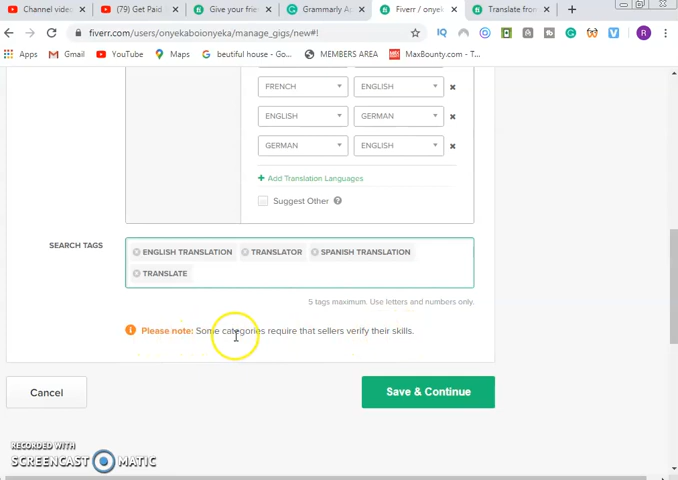 Channel video
(79) Get Paid
Give your frie
Grammarly As
Fiverr / onyek
Translate from
fiverr.com/users/onyekaboionyeka/manage_gigs/new#!
R
Apps
Gmail
YouTube
Maps
beutiful house - Go...
MEMBERS AREA
MaxBounty.com
FRENCH ENGLISH
ENGLISH GERMAN
GERMAN ENGLISH
+ Add Translation Languages
Suggest Other ?
SEARCH TAGS
ENGLISH TRANSLATION TRANSLATOR SPANISH TRANSLATION
TRANSLATE
5 tags maximum. Use letters and numbers only.
Please note: Some categories require that sellers verify their skills.
Cancel
Save & Continue
RECORDED WITH
SCREENCAST MATIC